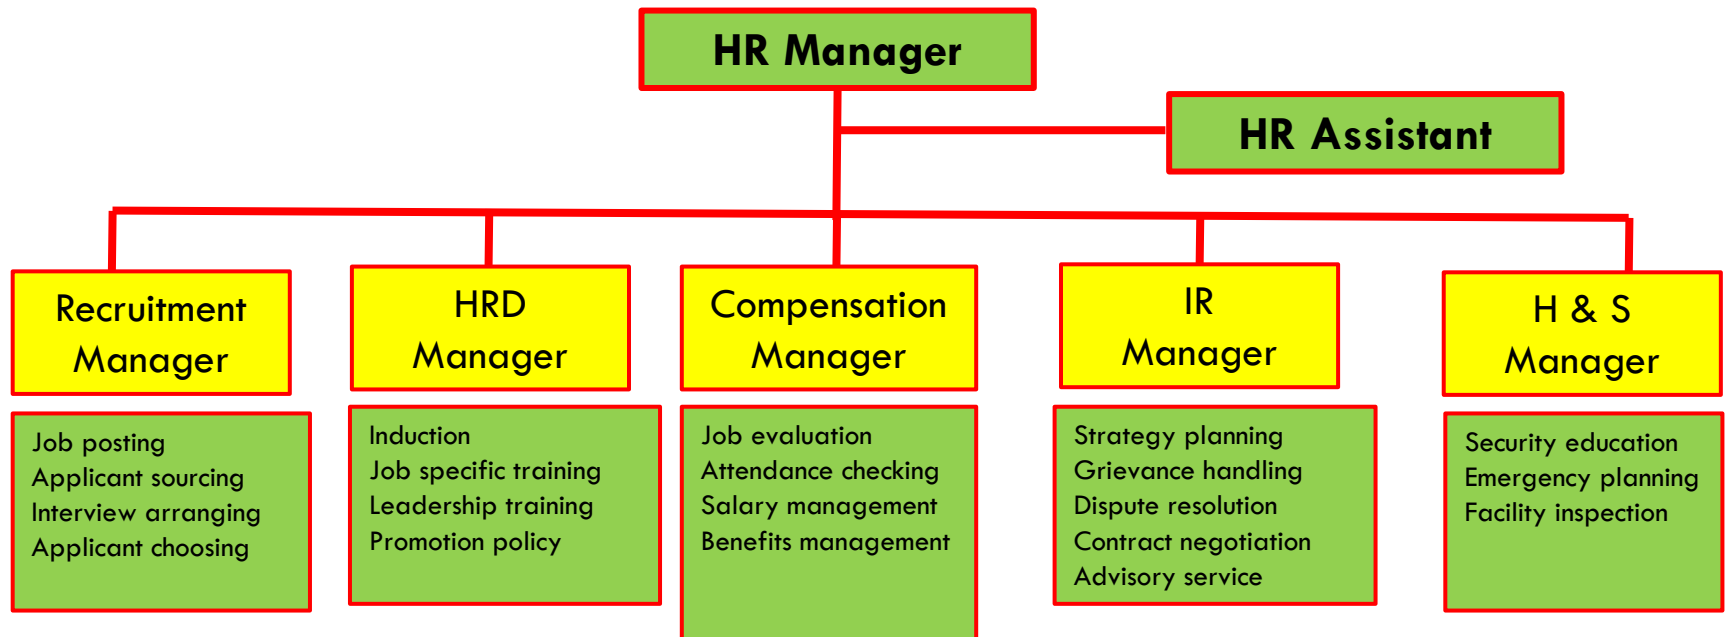 HR Manager
HR Assistant
Recruitment
Manager
HRD
Manager
Compensation
Manager
IR
Manager
H & S
Manager
Job posting
Applicant sourcing
Interview arranging
Applicant choosing
Induction
Job specific training
Leadership training
Promotion policy
Job evaluation
Attendance checking
Salary management
Benefits management
Strategy planning
Grievance handling
Dispute resolution
Contract negotiation
Advisory service
Security education
Emergency planning
Facility inspection